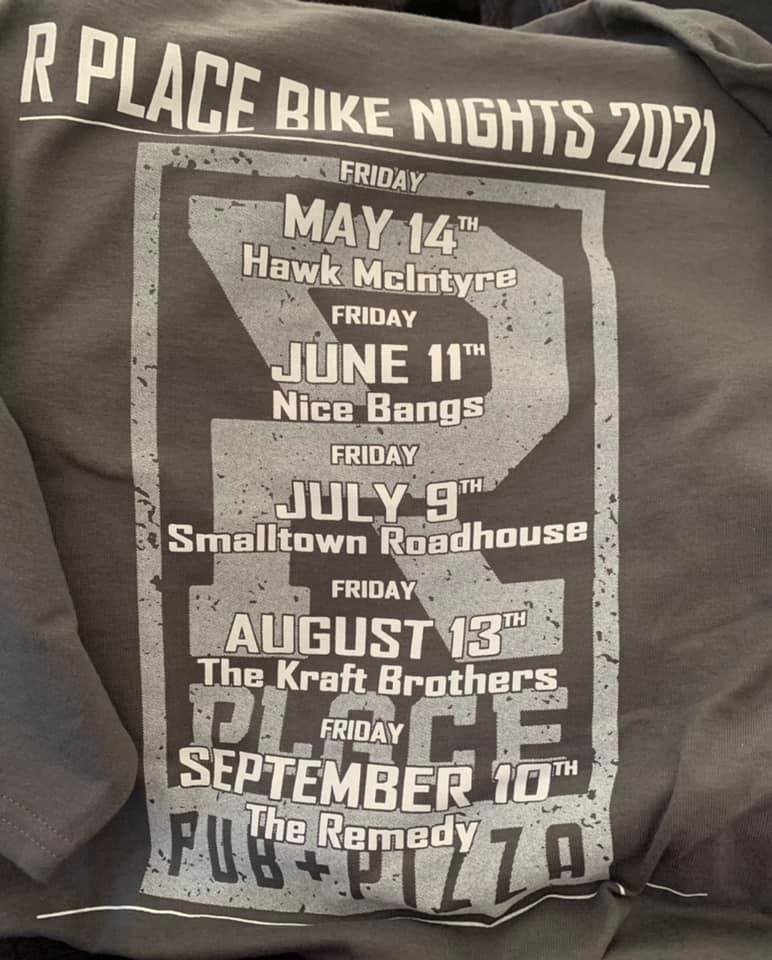 R PLACE BIKE NIGHTS 2021
FRIDAY
MAY 14TH
Hawk McIntyre
FRIDAY
JUNE 11TH
Nice Bangs
FRIDAY
JULY 9TH
Smalltown Roadhouse
FRIDAY
AUGUST 13TH
The Kraft Brothers
FRIDAY
SEPTEMBER 10TH
The Remedy
R
PLACE
PUB + PIZZA